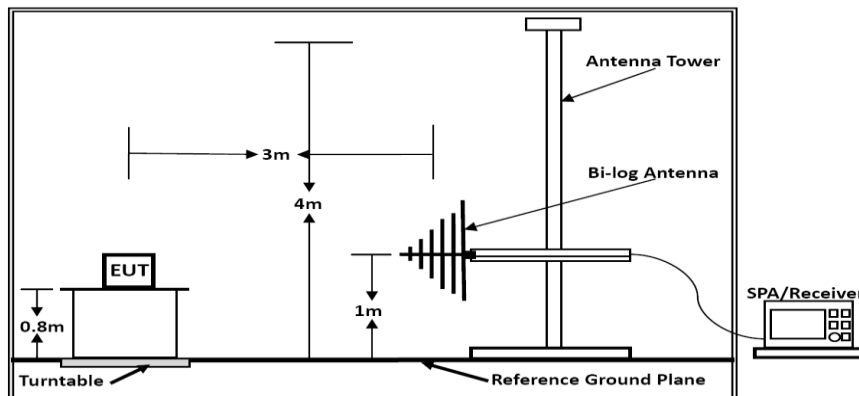 Antenna Tower
3m
Bi-log Antenna
4m
EUT
1m
0.8m
SPA/Receiver
Turntable
Reference Ground Plane